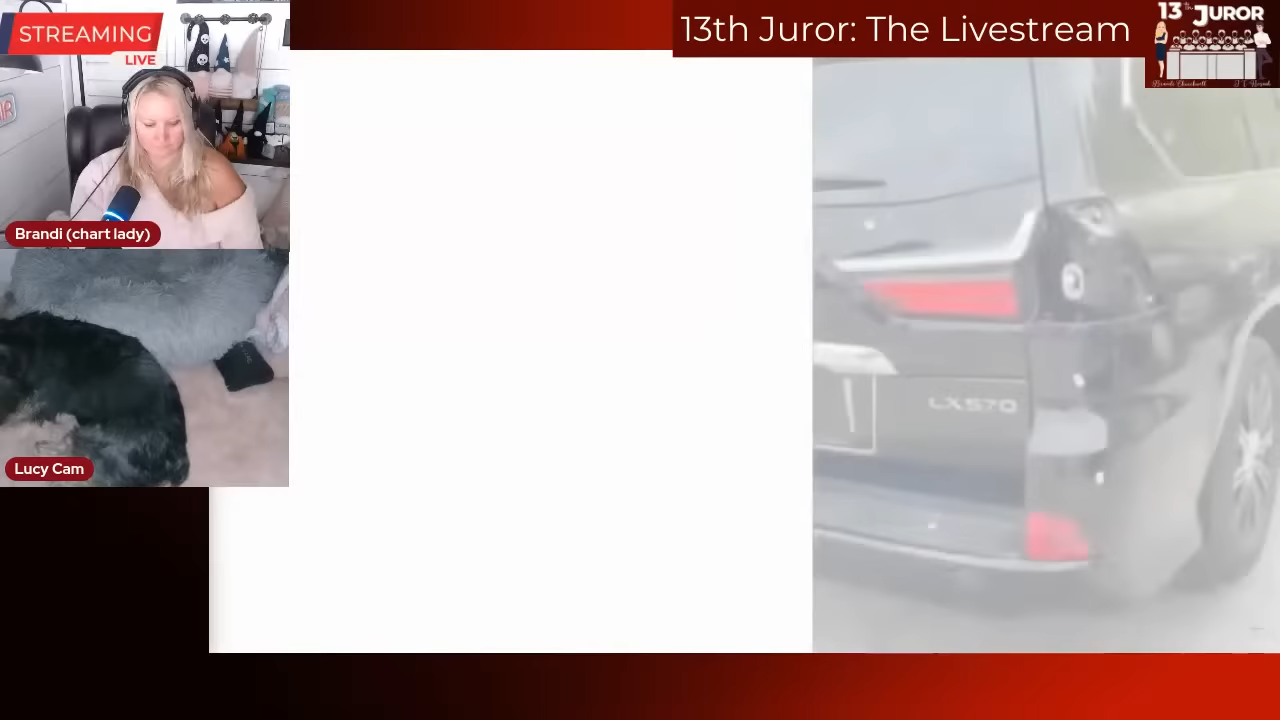 STREAMING
LIVE
13th Juror: The Livestream
13th JUROR
Brandi (chart lady)
LX570
Lucy Cam